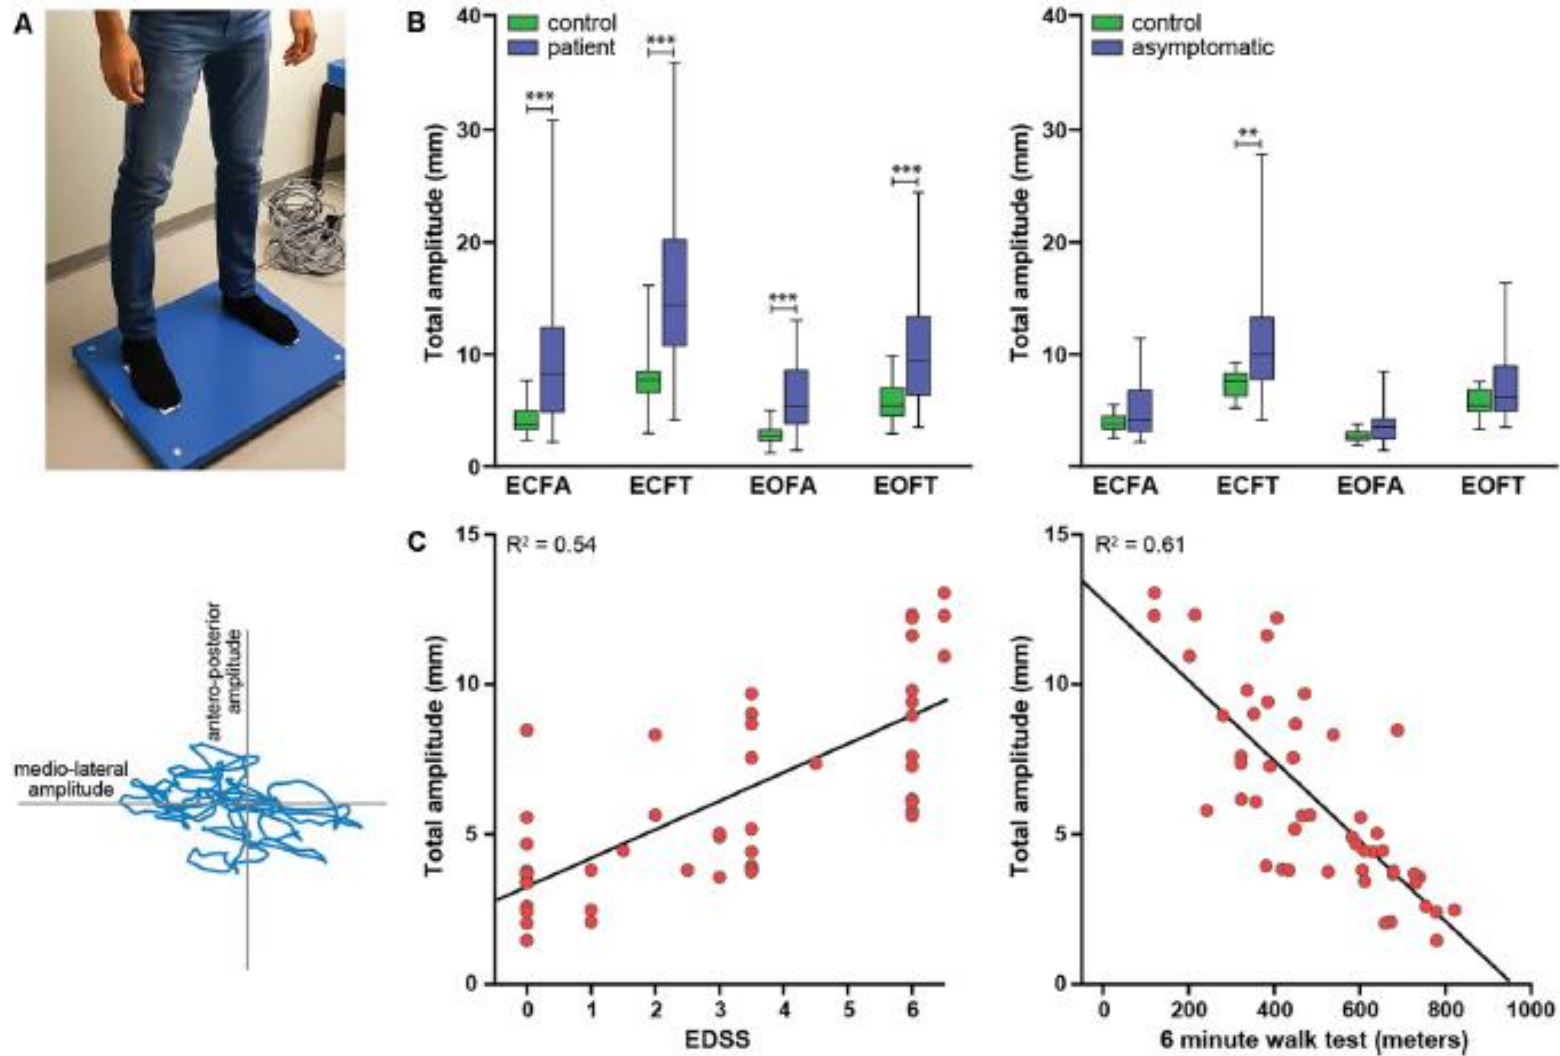 A
B
control
patient
***
***
***
***
40
30
20
10
0
Total amplitude (mm)
ECFA
ECFT
EOFA
EOFT
control
asymptomatic
**
40
30
20
10
Total amplitude (mm)
ECFA
ECFT
EOFA
EOFT
antero-posterior
amplitude
medio-lateral
amplitude
C
R² = 0.54
15
10
5
0
Total amplitude (mm)
0 1 2 3 4 5 6
EDSS
R² = 0.61
15
10
5
0
Total amplitude (mm)
0 200 400 600 800 1000
6 minute walk test (meters)